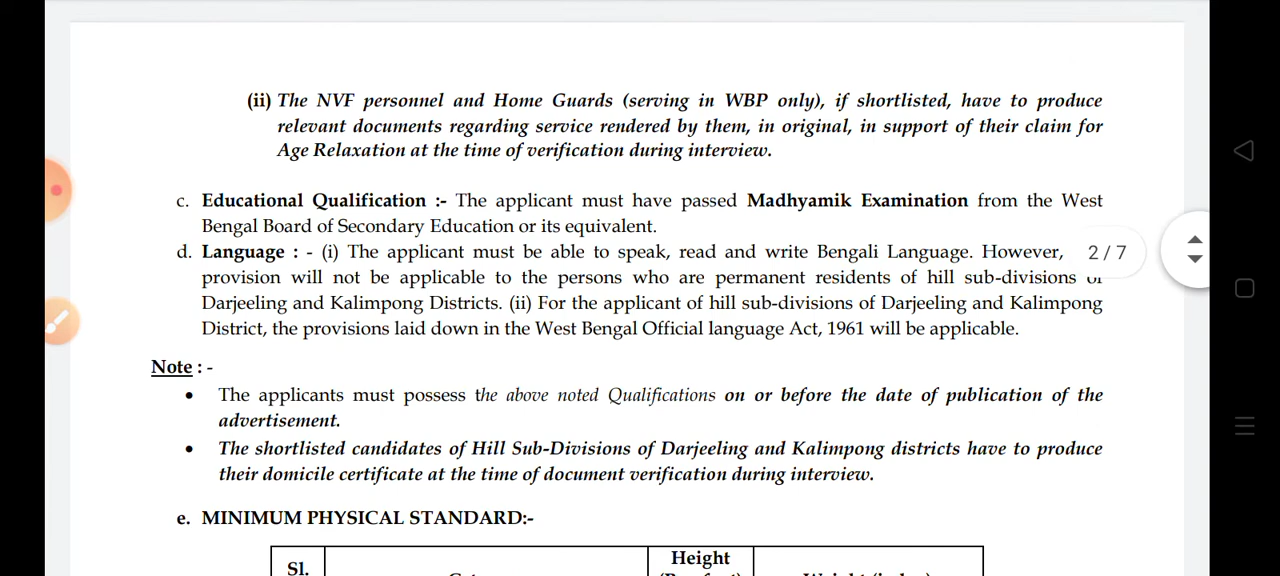 (ii) The NVF personnel and Home Guards (serving in WBP only), if shortlisted, have to produce
relevant documents regarding service rendered by them, in original, in support of their claim for
Age Relaxation at the time of verification during interview.
c. Educational Qualification :- The applicant must have passed Madhyamik Examination from the West
Bengal Board of Secondary Education or its equivalent.
d. Language : - (i) The applicant must be able to speak, read and write Bengali Language. However,
2 / 7
provision will not be applicable to the persons who are permanent residents of hill sub-divisions
Darjeeling and Kalimpong Districts. (ii) For the applicant of hill sub-divisions of Darjeeling and Kalimpong
District, the provisions laid down in the West Bengal Official language Act, 1961 will be applicable.
Note : -
• The applicants must possess the above noted Qualifications on or before the date of publication of the
advertisement.
• The shortlisted candidates of Hill Sub-Divisions of Darjeeling and Kalimpong districts have to produce
their domicile certificate at the time of document verification during interview.
e. MINIMUM PHYSICAL STANDARD:-
Height
Sl.